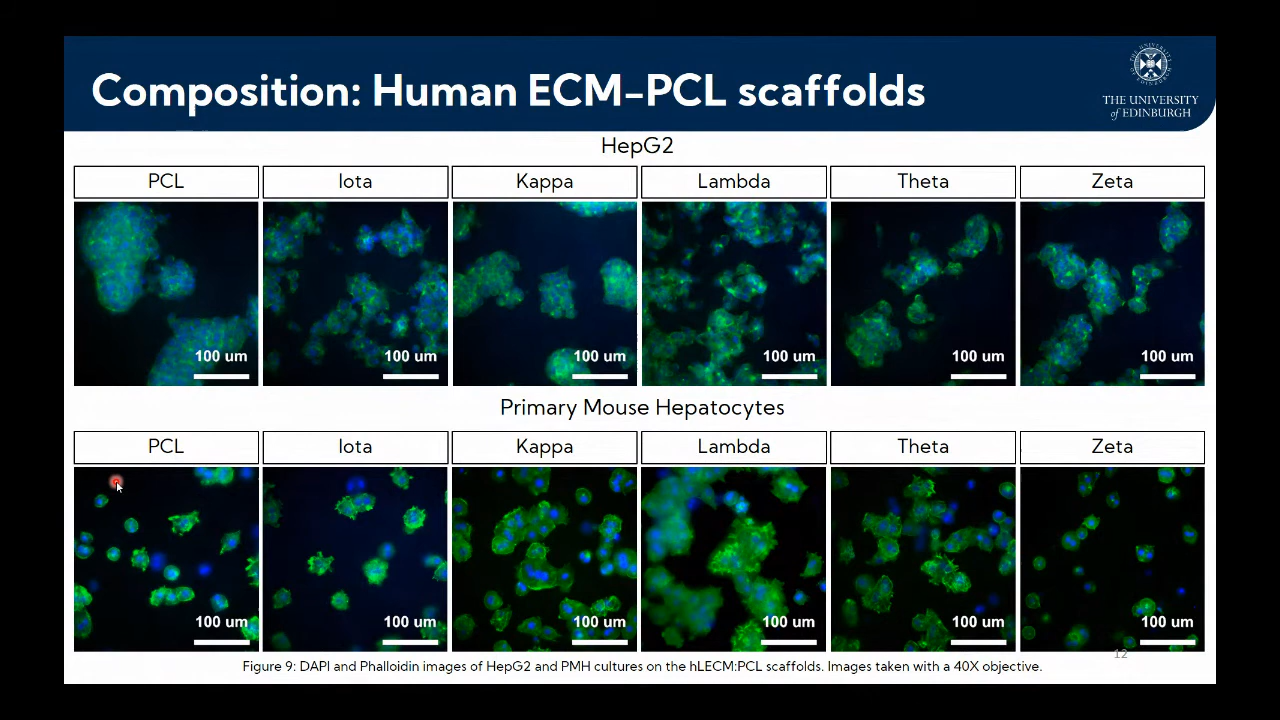 Composition: Human ECM-PCL scaffolds
THE UNIVERSITY
of EDINBURGH
HepG2
PCL Iota Kappa Lambda Theta Zeta
100 um 100 um 100 um 100 um 100 um 100 um
Primary Mouse Hepatocytes
PCL Iota Kappa Lambda Theta Zeta
100 um 100 um 100 um 100 um 100 um 100 um
12
Figure 9: DAPI and Phalloidin images of HepG2 and PMH cultures on the hLECM:PCL scaffolds. Images taken with a 40X objective.